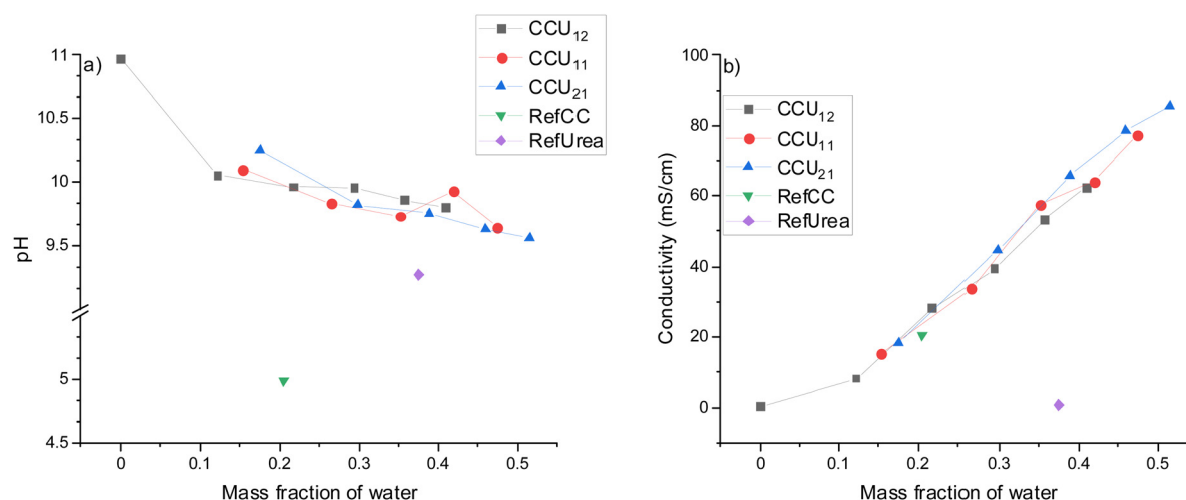 CCU12
CCU11
CCU21
RefCC
RefUrea
a)
11
10.5
10
9.5
5
4.5
pH
0
0.1
0.2
0.3
0.4
0.5
Mass fraction of water
b)
CCU12
CCU11
CCU21
RefCC
RefUrea
100
80
60
40
20
0
Conductivity (mS/cm)
0
0.1
0.2
0.3
0.4
0.5
Mass fraction of water